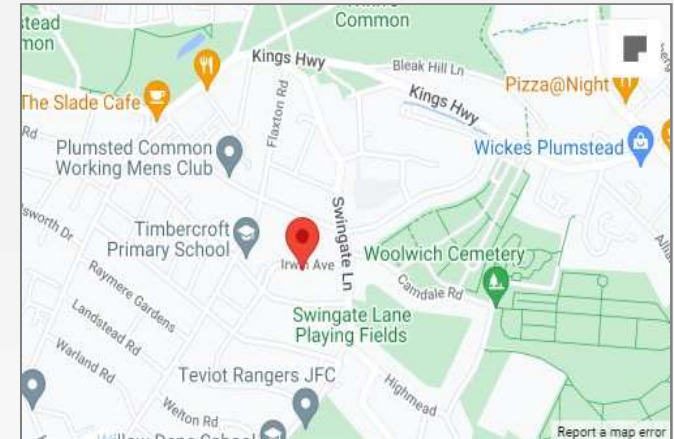 stead
mon
Common
Kings Hwy
Bleak Hill Ln
Pizza@Night
The Slade Cafe
Flaxton Rd
Kings Hwy
Rd
Plumsted Common
Working Mens Club
Wickes Plumstead
Swingate Ln
sworth Dr
Timbercroft
Primary School
Irwin Ave
Woolwich Cemetery
Raymere Gardens
Camdale Rd
Swingate Lane
Playing Fields
Landstead Rd
Warland Rd
Teviot Rangers JFC
Highmead
Welton Rd
Report a map error